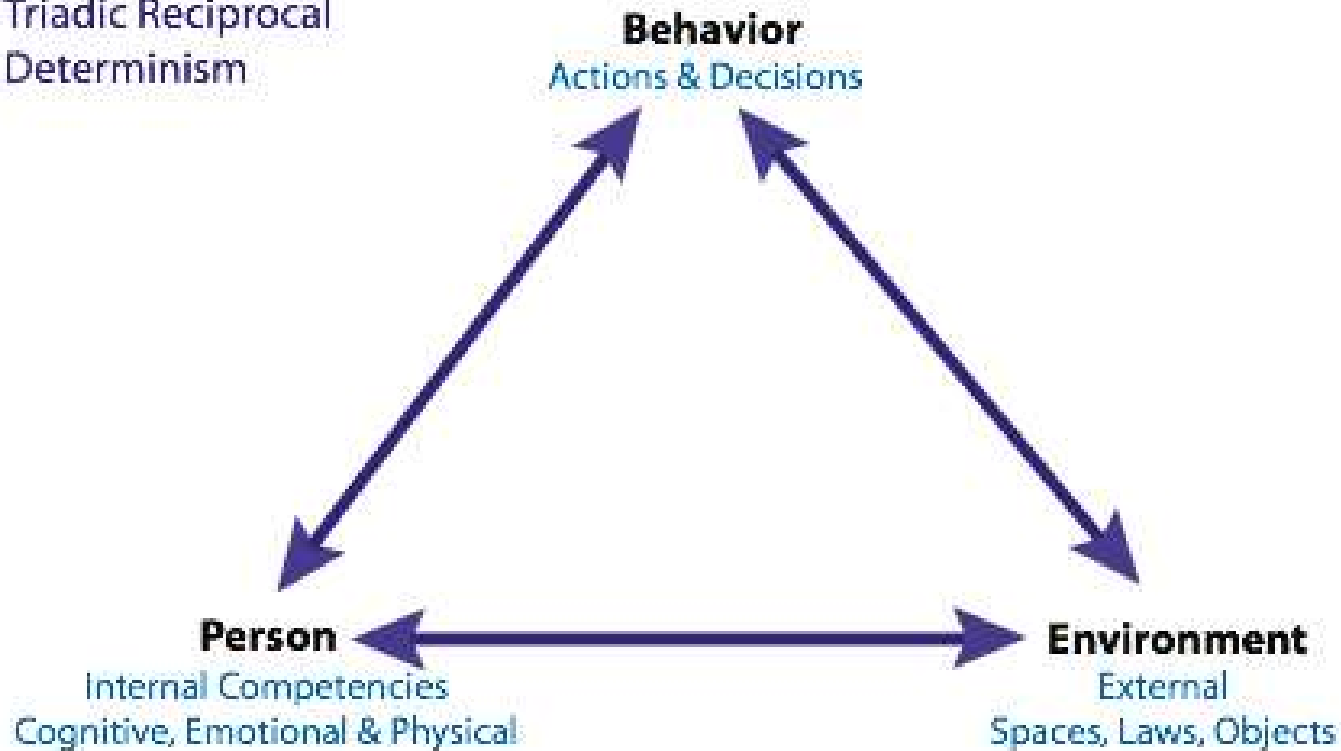 Triadic Reciprocal
Determinism
Behavior
Actions & Decisions
Person
Internal Competencies
Cognitive, Emotional & Physical
Environment
External
Spaces, Laws, Objects